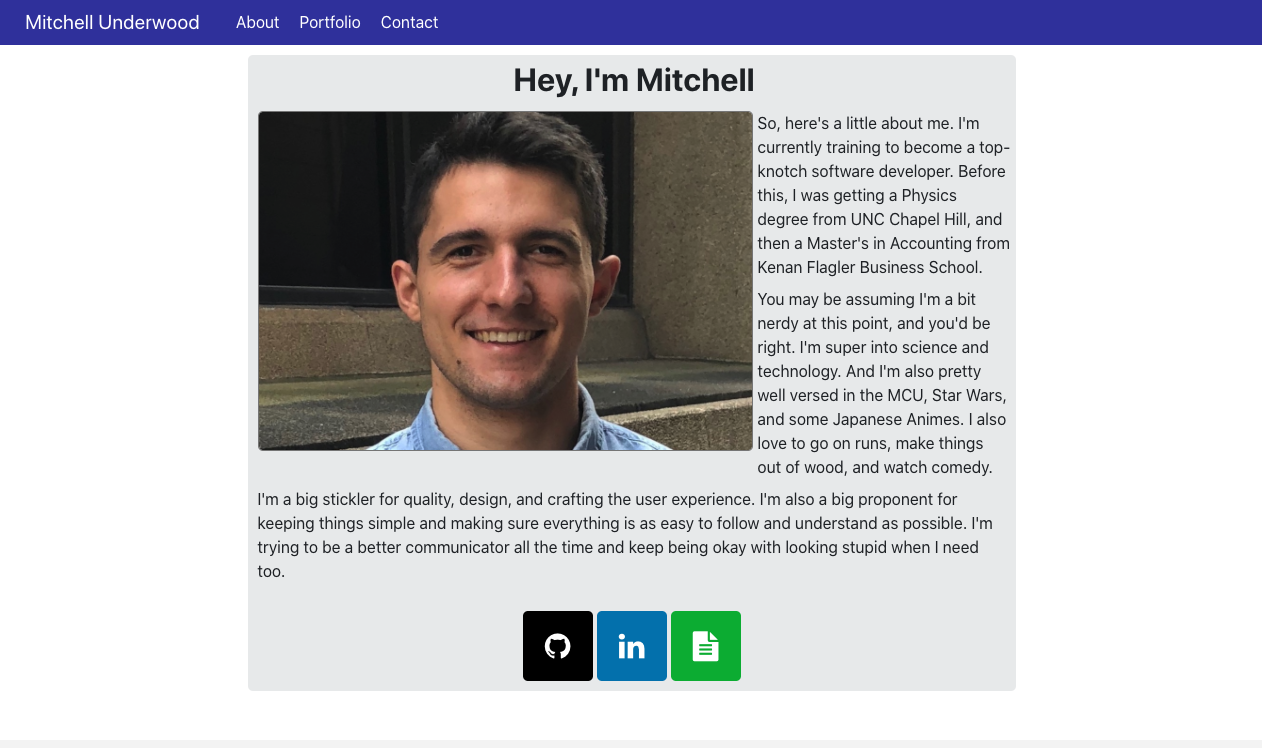 Mitchell Underwood About Portfolio Contact
Hey, I'm Mitchell
So, here's a little about me. I'm
currently training to become a top-
knotch software developer. Before
this, I was getting a Physics
degree from UNC Chapel Hill, and
then a Master's in Accounting from
Kenan Flagler Business School.
You may be assuming I'm a bit
nerdy at this point, and you'd be
right. I'm super into science and
technology. And I'm also pretty
well versed in the MCU, Star Wars,
and some Japanese Animes. I also
love to go on runs, make things
out of wood, and watch comedy.
I'm a big stickler for quality, design, and crafting the user experience. I'm also a big proponent for
keeping things simple and making sure everything is as easy to follow and understand as possible. I'm
trying to be a better communicator all the time and keep being okay with looking stupid when I need
too.
in